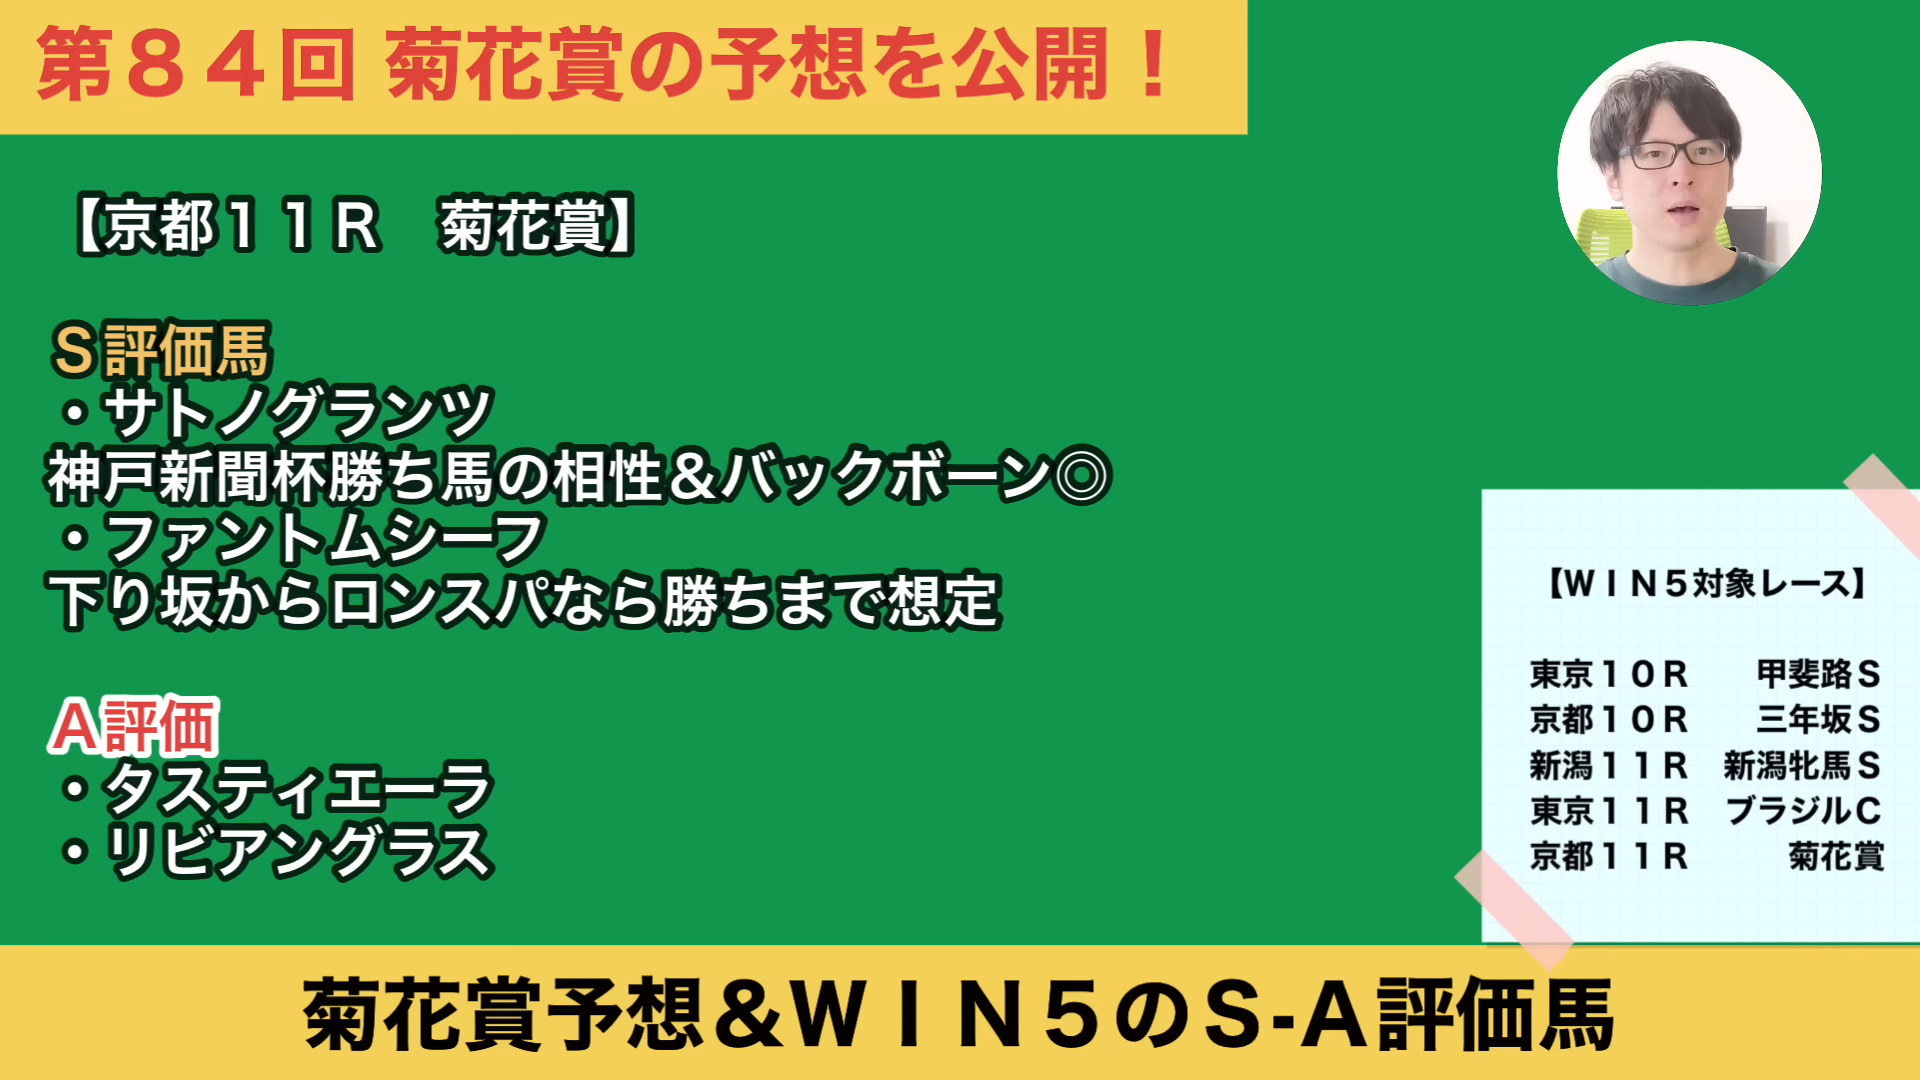 第８４回 菊花賞の予想を公開！
【京都１１Ｒ　菊花賞】
Ｓ評価馬
・サトノグランツ
神戸新聞杯勝ち馬の相性＆バックボーン◎
・ファントムシーフ
下り坂からロンスパなら勝ちまで想定
Ａ評価
・タスティエーラ
・リビアングラス
【ＷＩＮ５対象レース】
東京１０Ｒ　甲斐路Ｓ
京都１０Ｒ　三年坂Ｓ
新潟１１Ｒ　新潟牝馬Ｓ
東京１１Ｒ　ブラジルＣ
京都１１Ｒ　菊花賞
菊花賞予想＆ＷＩＮ５のＳ-Ａ評価馬